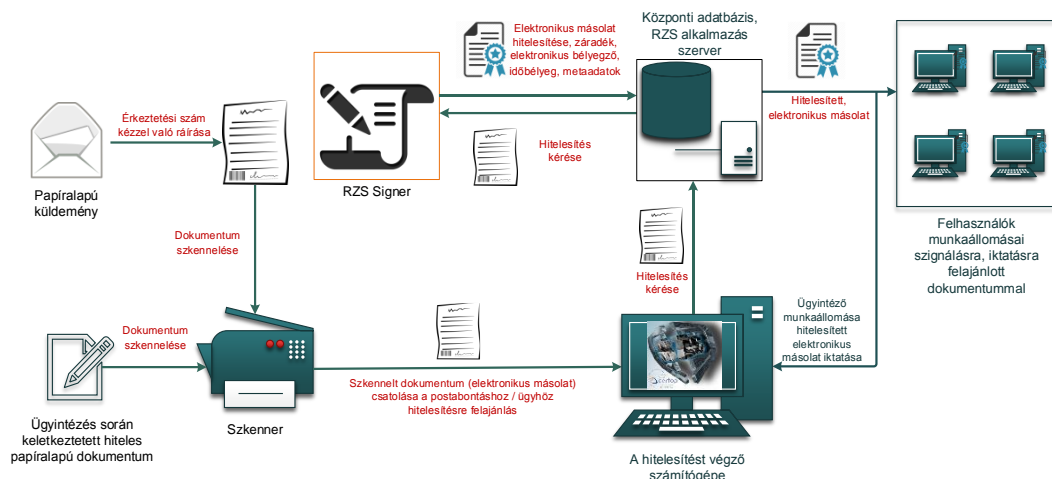 Központi adatbázis,
RZS alkalmazás
szerver
Elektronikus másolat
hitelesítése, záradék,
elektronikus bélyegző,
időbélyeg, metaadatok
Hitelesített,
elektronikus másolat
Érkeztetési szám
kézzel való ráírása
Hitelesítés
kérése
Papíralapú
küldemény
RZS Signer
Felhasználók
munkaállomásai
szignálásra, iktatásra
felajánlott
dokumentummal
Dokumentum
szkennelése
Hitelesítés
kérése
Ügyintéző
munkaállomása
hitelesített
elektronikus
másolat iktatása
Dokumentum
szkennelése
Szkennelt dokumentum (elektronikus másolat)
csatolása a postabontáshoz / ügyhöz
hitelesítésre felajánlás
Szkenner
Ügyintézés során
keletkeztetett hiteles
papíralapú dokumentum
A hitelesítést végző
számítógépe